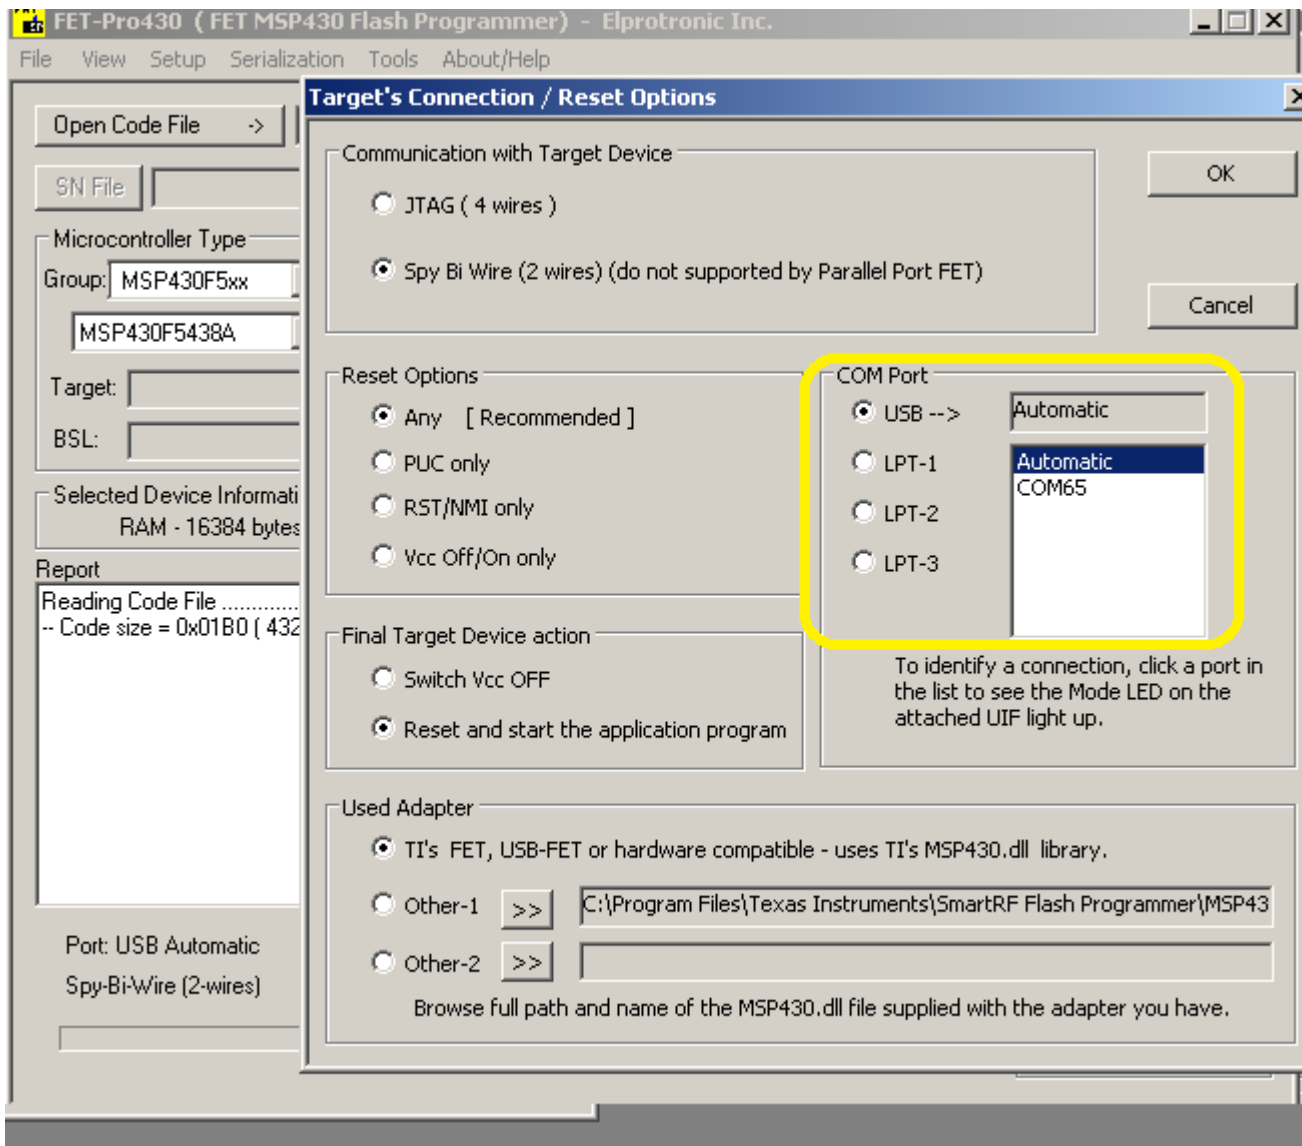 FET-Pro430 ( FET MSP430 Flash Programmer) - Elprotronic Inc.
File View Setup Serialization Tools About/Help
Open Code File ->
SN File
Microcontroller Type
Group: MSP430F5xx
MSP430F5438A
Target:
BSL:
Selected Device Informati
RAM - 16384 bytes
Report
Reading Code File .............
-- Code size = 0x01B0 ( 432
Port: USB Automatic
Spy-Bi-Wire (2-wires)
Target's Connection / Reset Options
Communication with Target Device
JTAG ( 4 wires )
Spy Bi Wire (2 wires) (do not supported by Parallel Port FET)
OK
Cancel
Reset Options
Any [ Recommended ]
PUC only
RST/NMI only
Vcc Off/On only
COM Port
USB --> Automatic
LPT-1
LPT-2
LPT-3
Automatic
COM65
To identify a connection, click a port in
the list to see the Mode LED on the
attached UIF light up.
Final Target Device action
Switch Vcc OFF
Reset and start the application program
Used Adapter
TI's FET, USB-FET or hardware compatible - uses TI's MSP430.dll library.
Other-1 >> C:\Program Files\Texas Instruments\SmartRF Flash Programmer\MSP43
Other-2 >>
Browse full path and name of the MSP430.dll file supplied with the adapter you have.